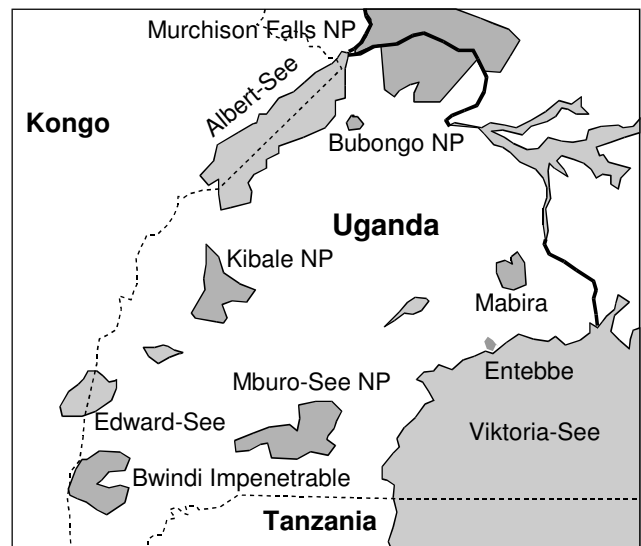 Murchison Falls NP
Albert-See
Kongo
Bubongo NP
Uganda
Kibale NP
Mabira
Entebbe
Mburo-See NP
Edward-See
Viktoria-See
Bwindi Impenetrable
Tanzania